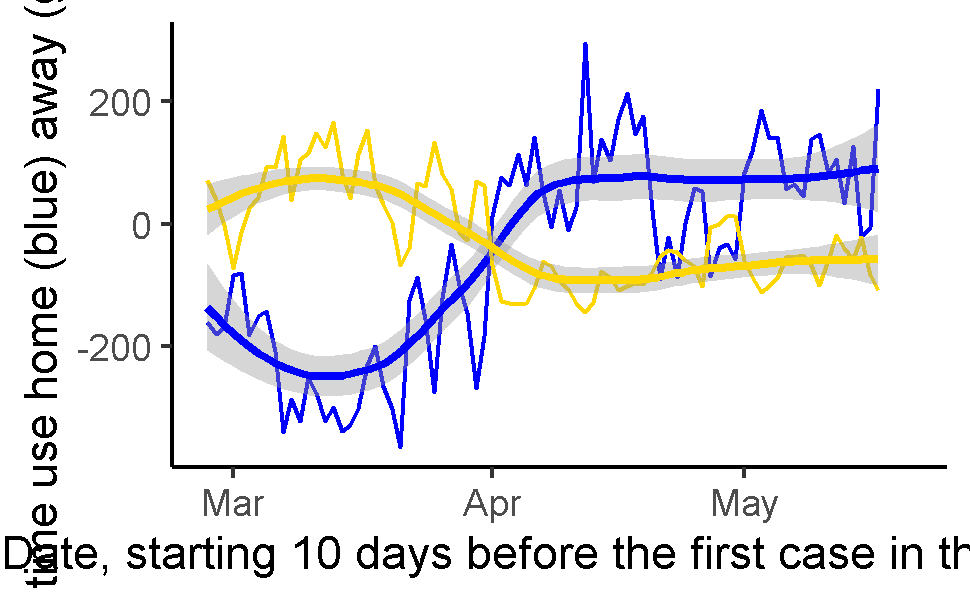 time use home (blue) away (
200
0
-200
Mar Apr May
Date, starting 10 days before the first case in th